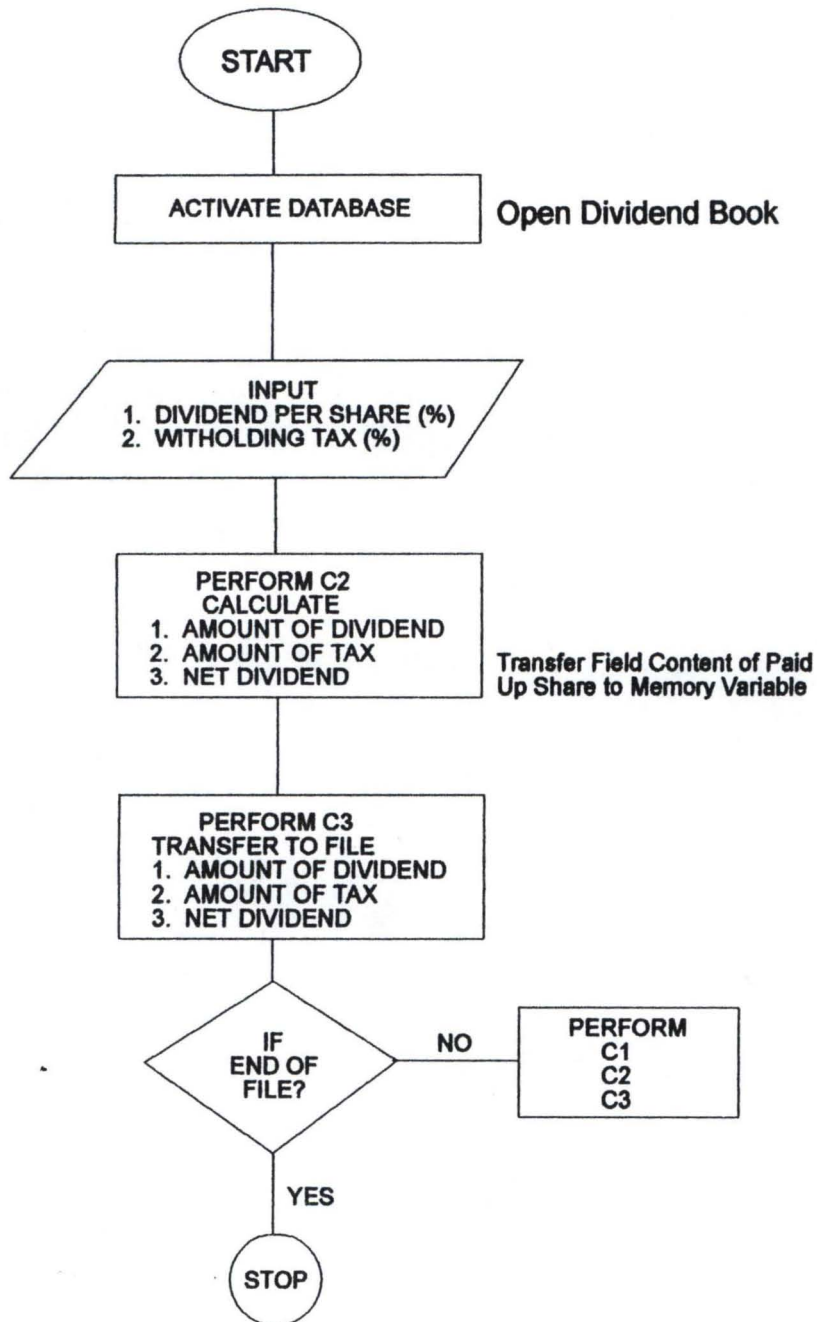 START
ACTIVATE DATABASE
Open Dividend Book
INPUT
1. DIVIDEND PER SHARE (%)
2. WITHOLDING TAX (%)
PERFORM C2
CALCULATE
1. AMOUNT OF DIVIDEND
2. AMOUNT OF TAX
3. NET DIVIDEND
Transfer Field Content of Paid
Up Share to Memory Variable
PERFORM C3
TRANSFER TO FILE
1. AMOUNT OF DIVIDEND
2. AMOUNT OF TAX
3. NET DIVIDEND
IF
END OF
FILE?
NO
PERFORM
C1
C2
C3
YES
STOP